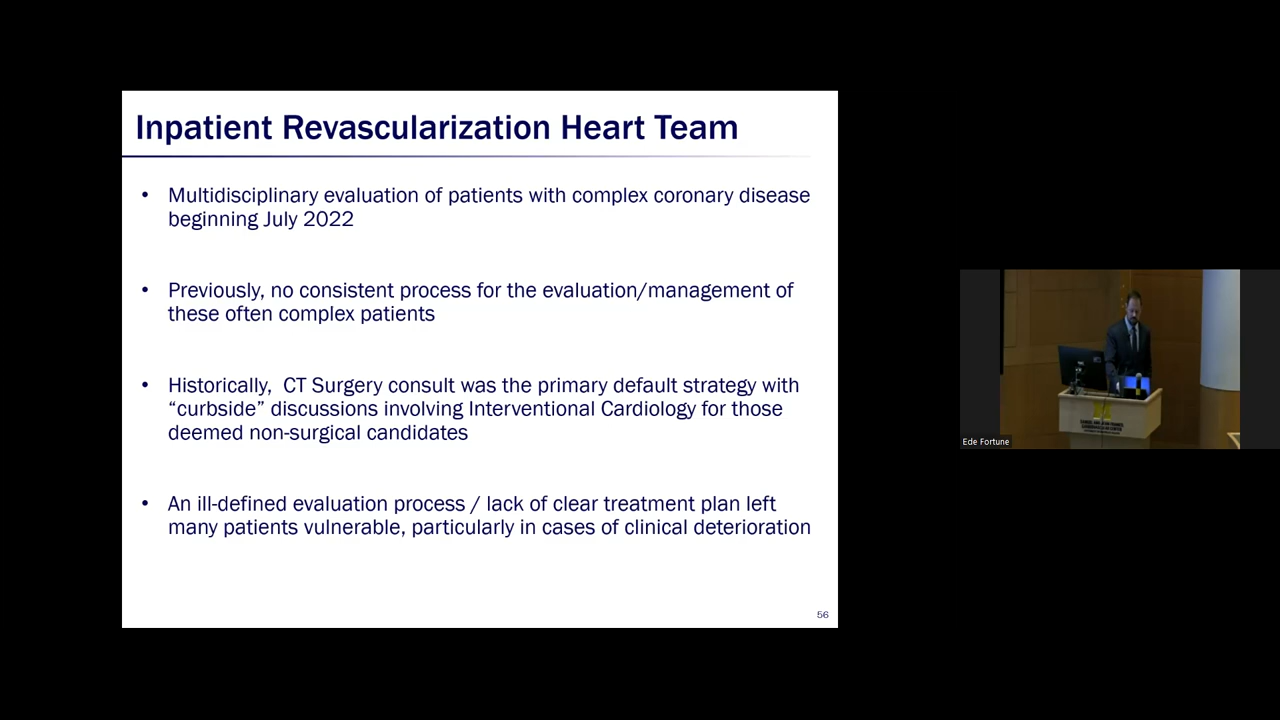 Inpatient Revascularization Heart Team
• Multidisciplinary evaluation of patients with complex coronary disease
beginning July 2022
• Previously, no consistent process for the evaluation/management of
these often complex patients
• Historically,  CT Surgery consult was the primary default strategy with
“curbside” discussions involving Interventional Cardiology for those
deemed non-surgical candidates
• An ill-defined evaluation process / lack of clear treatment plan left
many patients vulnerable, particularly in cases of clinical deterioration
56
Ede Fortune